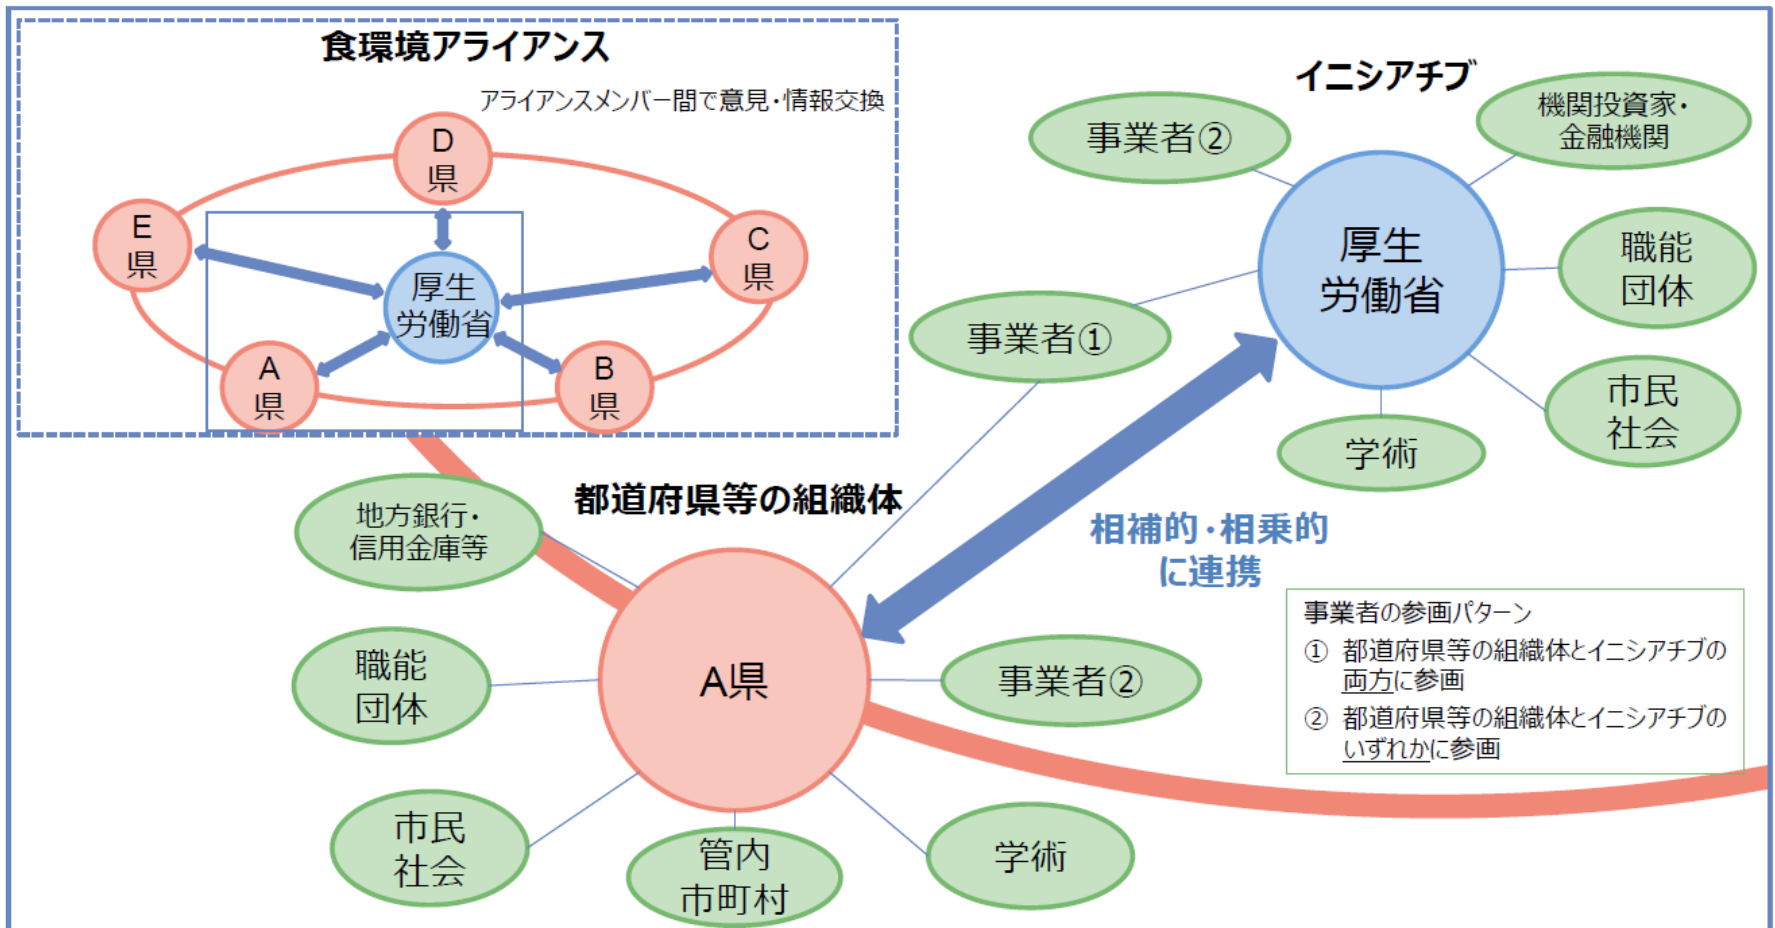 食環境アライアンス
アライアンスメンバー間で意見・情報交換
D
県
E
県
C
県
厚生
労働省
A
県
B
県
イニシアチブ
事業者②
機関投資家・
金融機関
厚生
労働省
職能
団体
事業者①
市民
社会
学術
都道府県等の組織体
地方銀行・
信用金庫等
相補的・相乗的
に連携
A県
職能
団体
事業者②
市民
社会
管内
市町村
学術
事業者の参画パターン
① 都道府県等の組織体とイニシアチブの
両方に参画
② 都道府県等の組織体とイニシアチブの
いずれかに参画